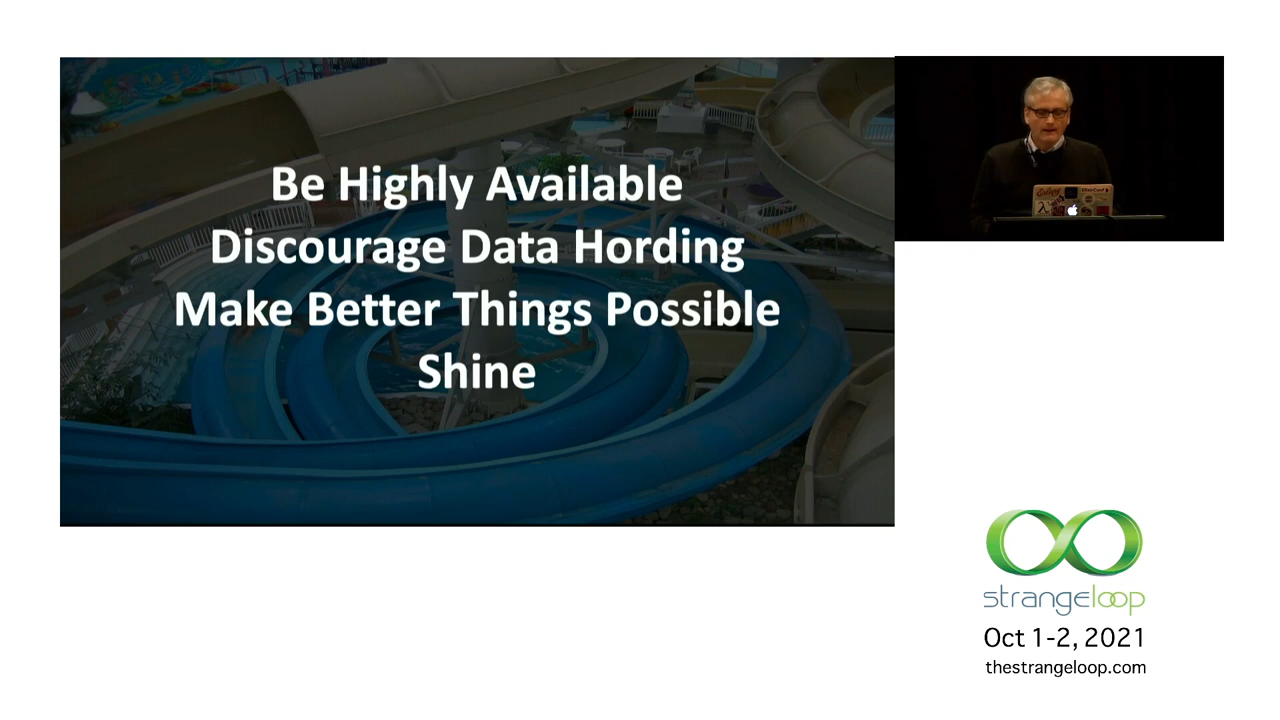 Be Highly Available
Discourage Data Hording
Make Better Things Possible
Shine
strangeloop
Oct 1-2, 2021
thestrangeloop.com